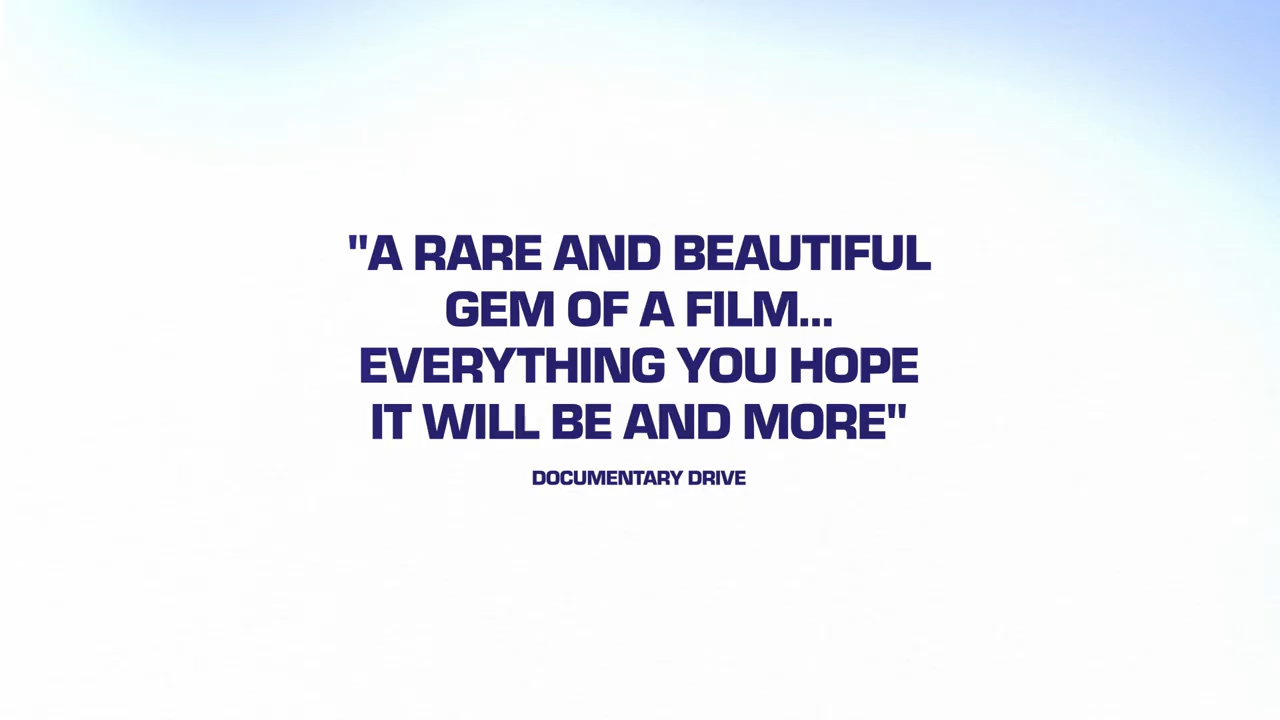 "A RARE AND BEAUTIFUL
GEM OF A FILM...
EVERYTHING YOU HOPE
IT WILL BE AND MORE"
DOCUMENTARY DRIVE